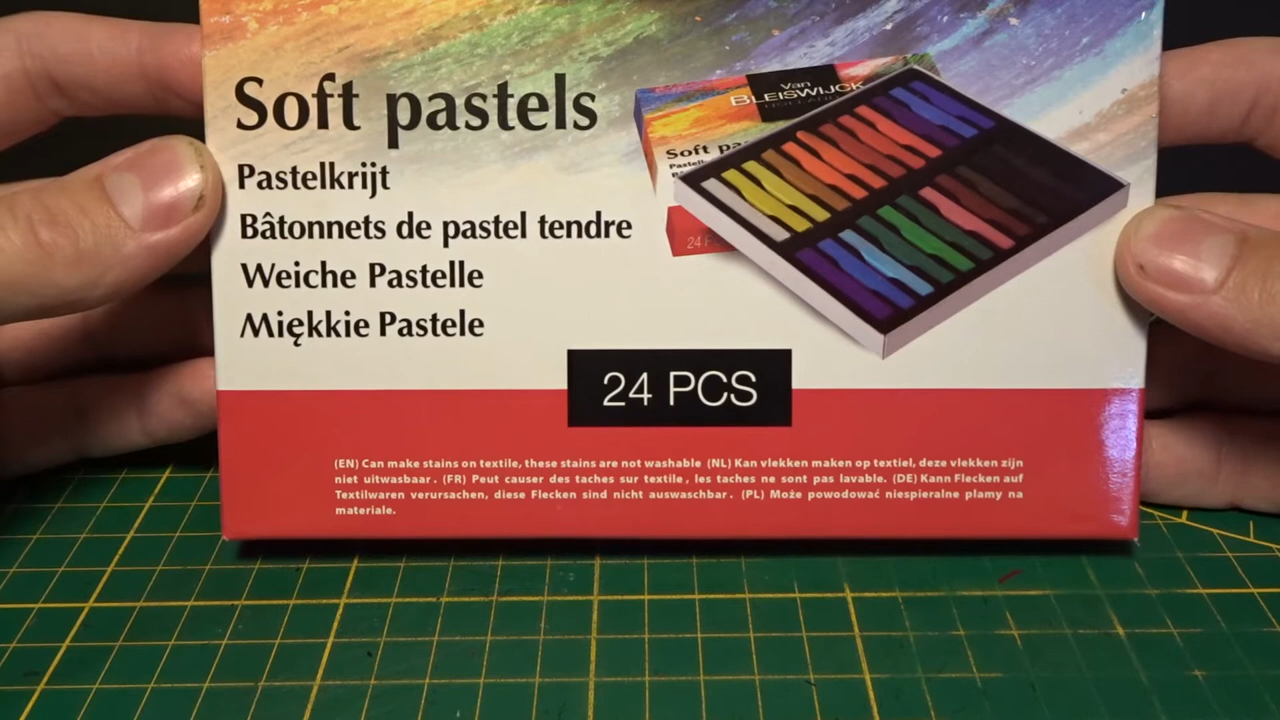 Soft pastels
Pastelkrijt
Bâtonnets de pastel tendre
Weiche Pastelle
Miękkie Pastele
Van
BLEISWIJCK
HOLLAND
Soft pa
24
24 PCS
(EN) Can make stains on textile, these stains are not washable (NL) Kan vlekken maken op textiel, deze vlekken zijn
niet uitwasbaar. (FR) Peut causer des taches sur textile, les taches ne sont pas lavable. (DE) Kann Flecken auf
Textilwaren verursachen, diese Flecken sind nicht auswaschbar. (PL) Może powodować niespieralne plamy na
materiale.